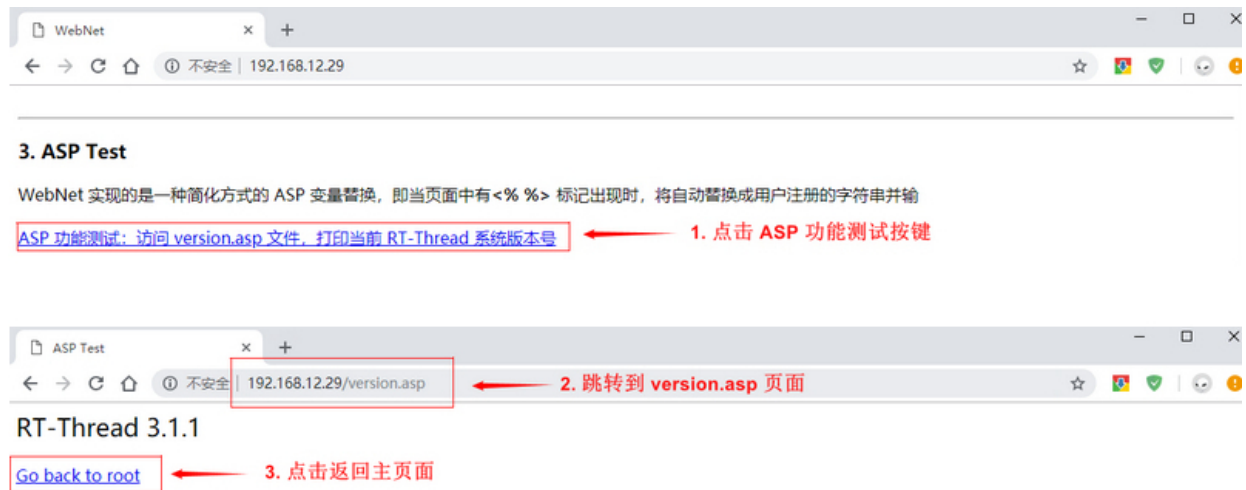 WebNet
不安全 | 192.168.12.29
3. ASP Test
WebNet 实现的是一种简化方式的 ASP 变量替换，即当页面中有<% %> 标记出现时，将自动替换成用户注册的字符串并输
ASP 功能测试：访问 version.asp 文件，打印当前 RT-Thread 系统版本号
1. 点击 ASP 功能测试按键
ASP Test
不安全 | 192.168.12.29/version.asp
2. 跳转到 version.asp 页面
RT-Thread 3.1.1
Go back to root
3. 点击返回主页面